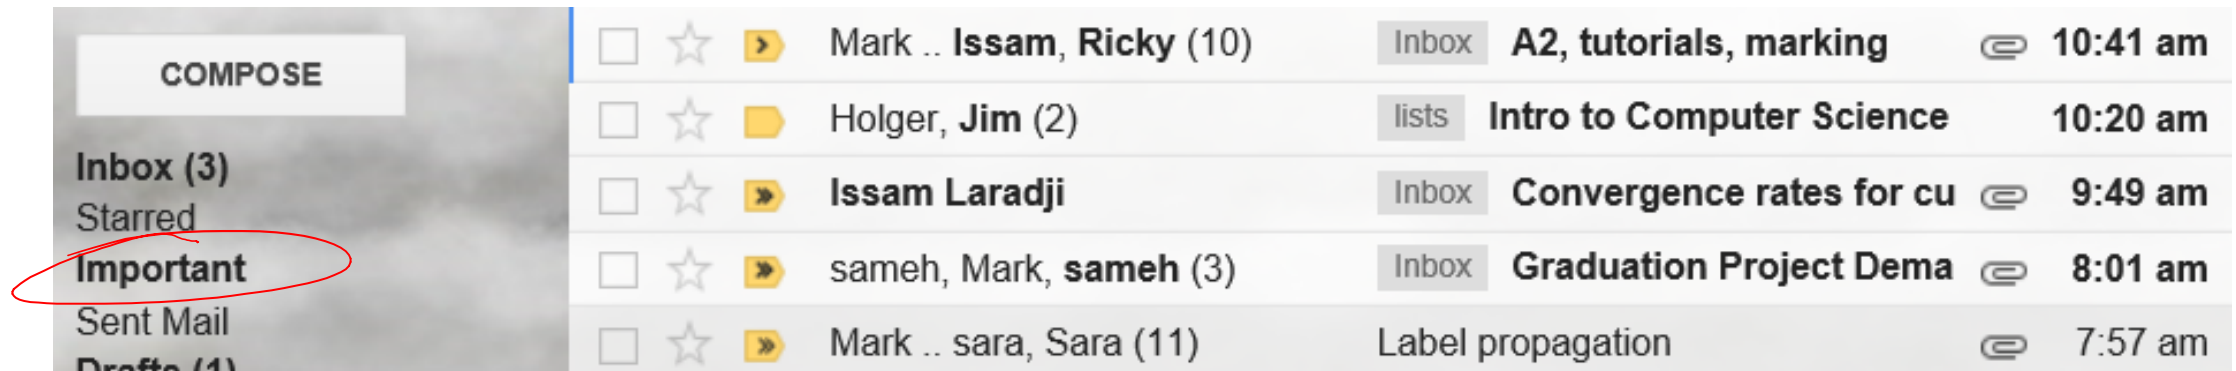 COMPOSE
Inbox (3)
Starred
Important
Sent Mail
Drafts (1)
Mark .. Issam, Ricky (10) Inbox A2, tutorials, marking 10:41 am
Holger, Jim (2) lists Intro to Computer Science 10:20 am
Issam Laradji Inbox Convergence rates for cu 9:49 am
sameh, Mark, sameh (3) Inbox Graduation Project Dema 8:01 am
Mark .. sara, Sara (11) Label propagation 7:57 am